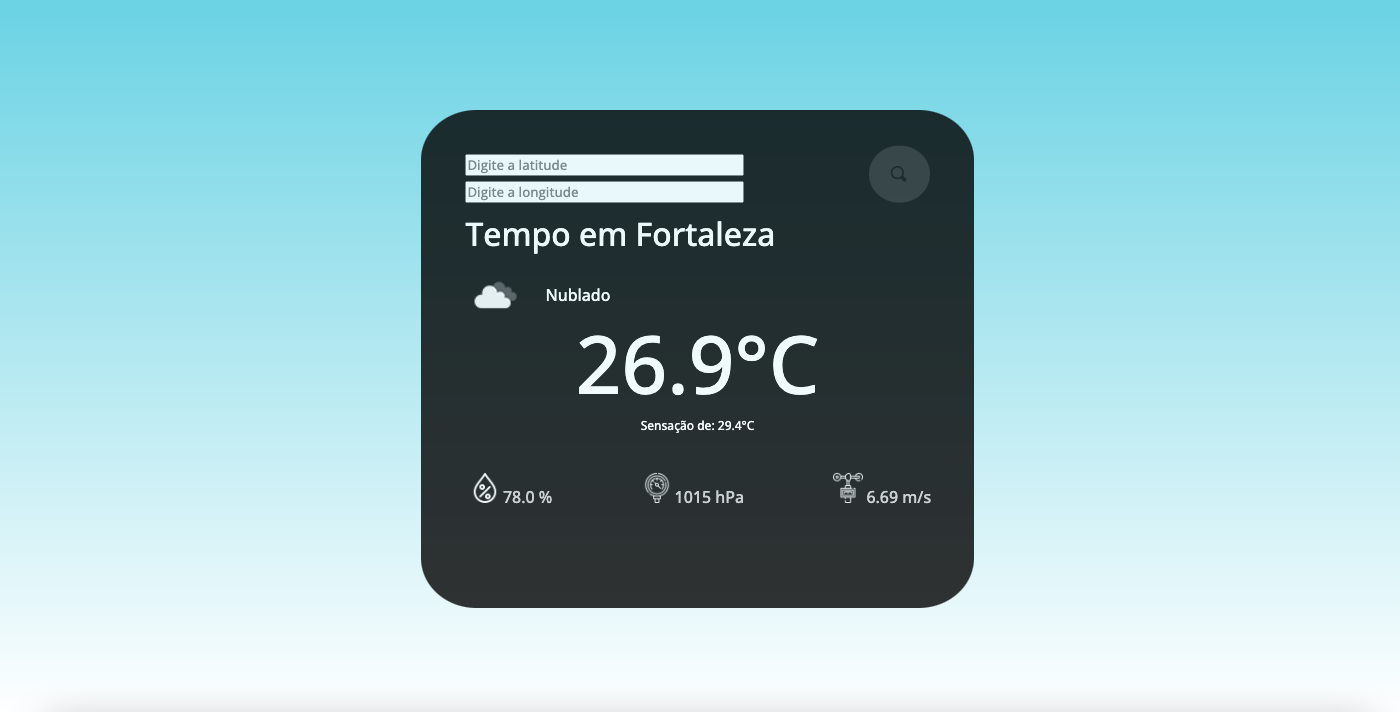 Digite a latitude
Digite a longitude
Tempo em Fortaleza
Nublado
26.9°C
Sensação de: 29.4°C
78.0 % 1015 hPa 6.69 m/s